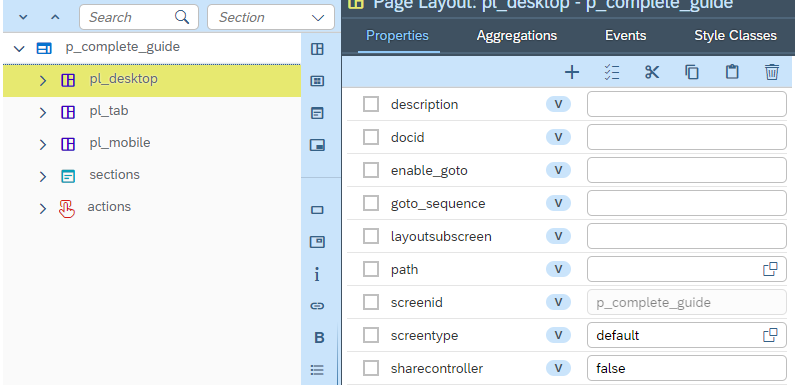 Search
Section
p_complete_guide
pl_desktop
pl_tab
pl_mobile
sections
actions
i
B
Page Layout: pl_desktop - p_complete_guide
Properties
Aggregations
Events
Style Classes
description V
docid V
enable_goto V
goto_sequence V
layoutsubscreen V
path V
screenid V p_complete_guide
screentype V default
sharecontroller V false